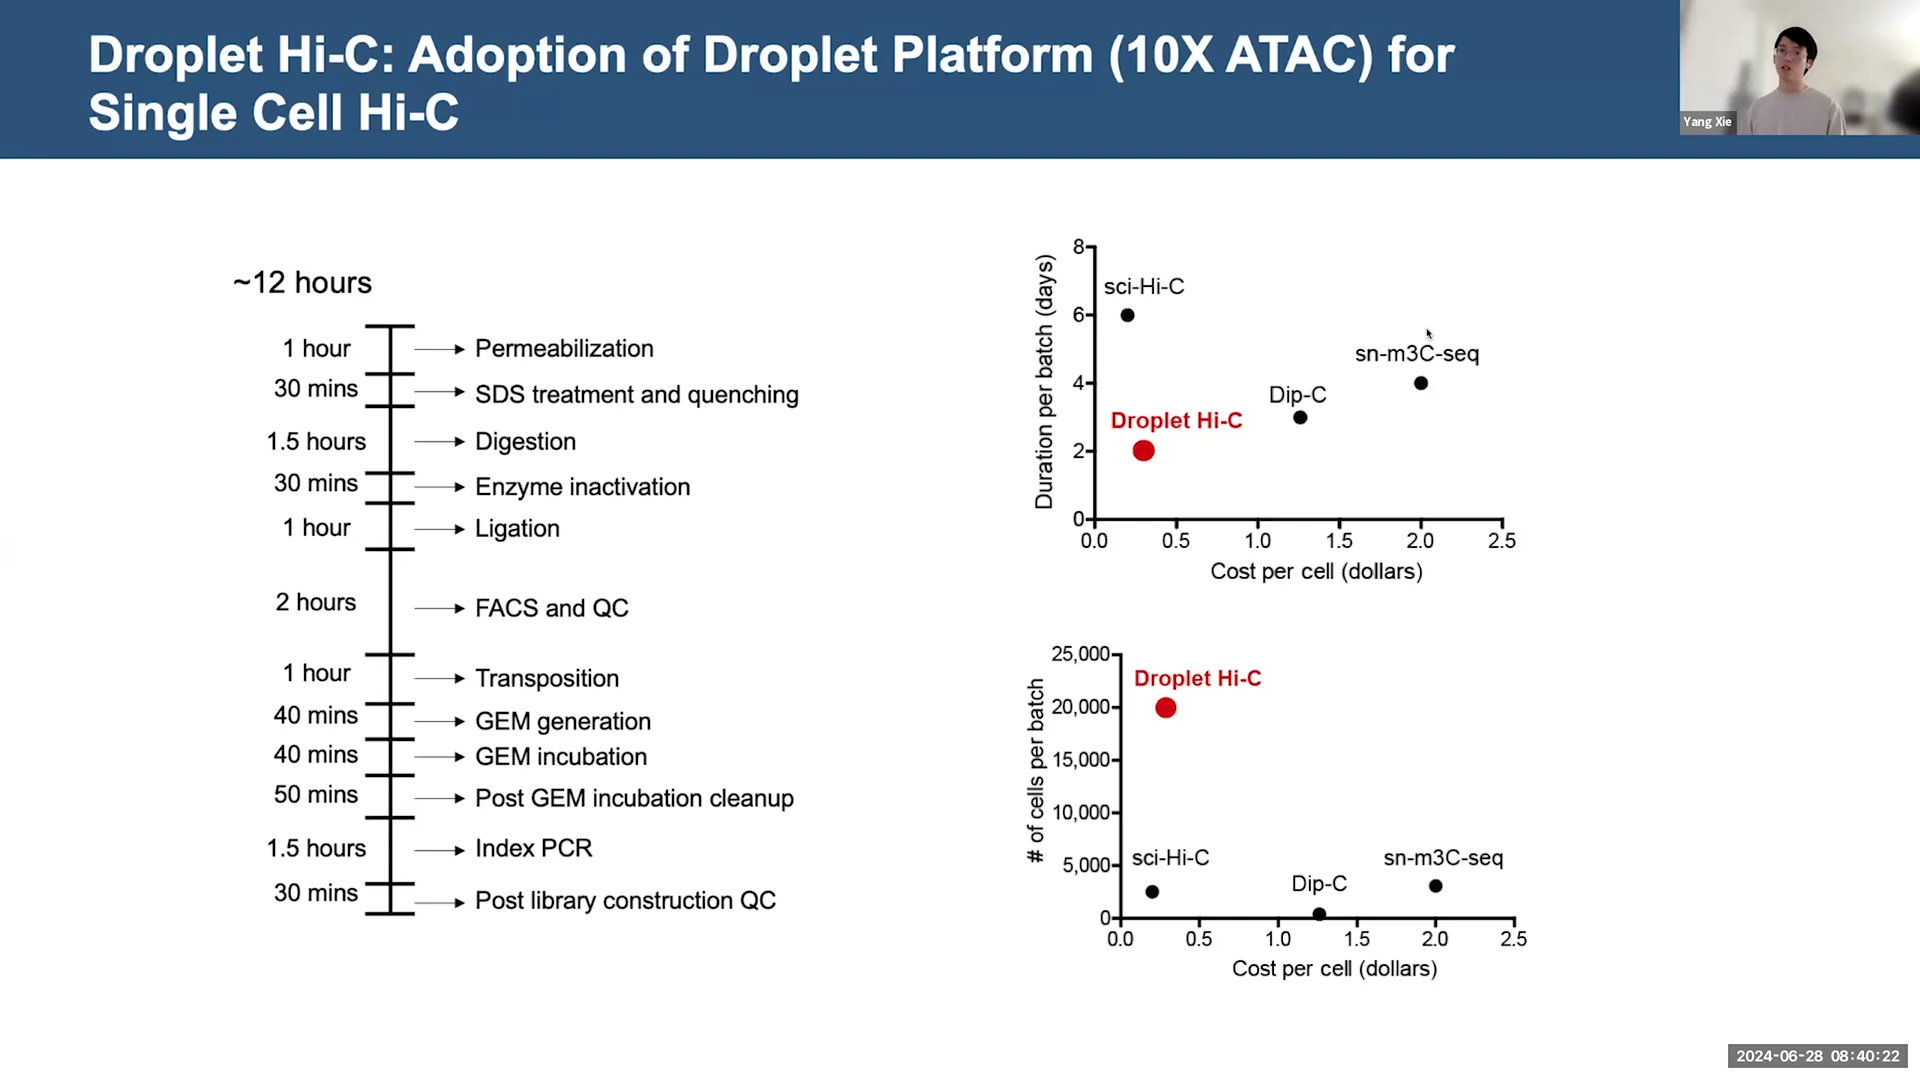 Droplet Hi-C: Adoption of Droplet Platform (10X ATAC) for
Single Cell Hi-C
Yang Xie
~12 hours
1 hour
Permeabilization
30 mins
SDS treatment and quenching
1.5 hours
Digestion
30 mins
Enzyme inactivation
1 hour
Ligation
2 hours
FACS and QC
1 hour
Transposition
40 mins
GEM generation
40 mins
GEM incubation
50 mins
Post GEM incubation cleanup
1.5 hours
Index PCR
30 mins
Post library construction QC
Duration per batch (days)
8
6
4
2
0
sci-Hi-C
sn-m3C-seq
Dip-C
Droplet Hi-C
0.0 0.5 1.0 1.5 2.0 2.5
Cost per cell (dollars)
# of cells per batch
25,000
20,000
15,000
10,000
5,000
0
Droplet Hi-C
sci-Hi-C
Dip-C
sn-m3C-seq
0.0 0.5 1.0 1.5 2.0 2.5
Cost per cell (dollars)
2024-06-28 08:40:22